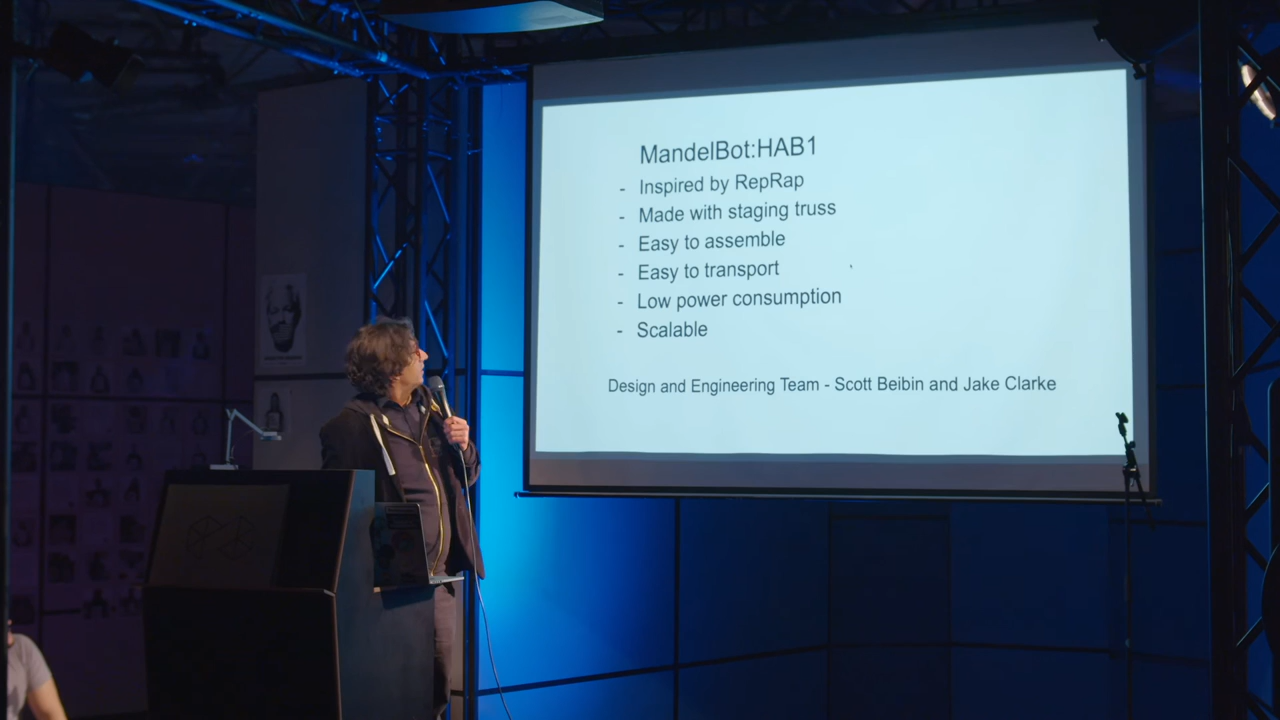 MandelBot:HAB1
- Inspired by RepRap
- Made with staging truss
- Easy to assemble
- Easy to transport
- Low power consumption
- Scalable
Design and Engineering Team - Scott Beibin and Jake Clarke